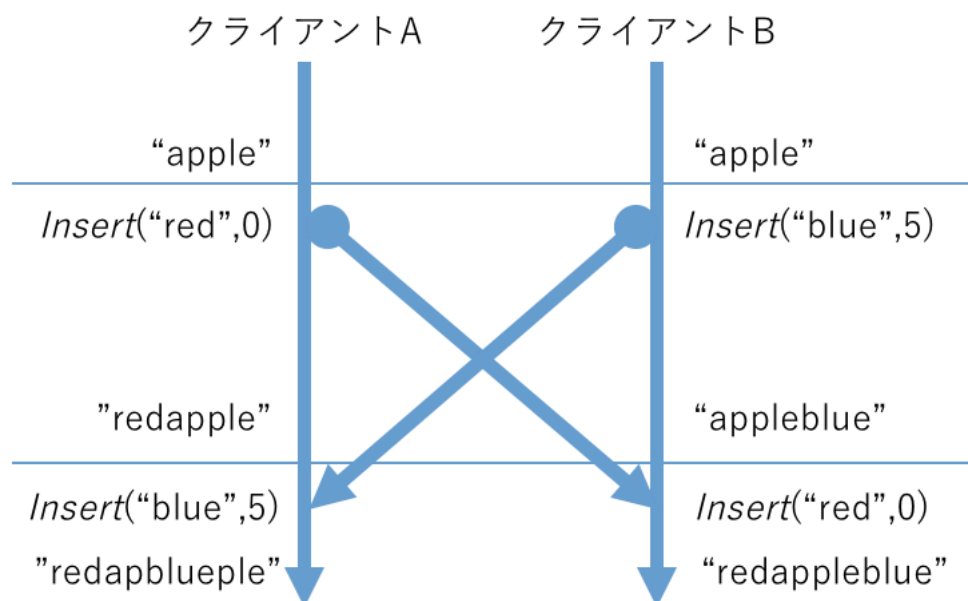 クライアントA クライアントB
“apple” “apple”
Insert(“red”,0) Insert(“blue”,5)
”redapple” “appleblue”
Insert(“blue”,5) Insert(“red”,0)
”redapblueple” “redappleblue”